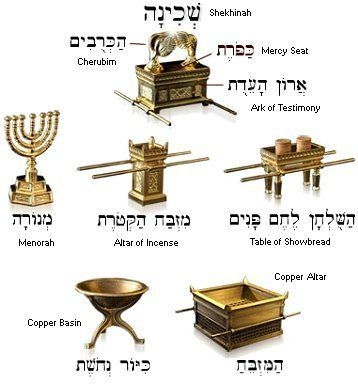 שְׁכִינָה Shekhinah
הַכְּרֻבִים
Cherubim
כַּפֹּרֶת Mercy Seat
אֲרוֹן הָעֵדֻת
Ark of Testimony
מְנוֹרָה
Menorah
מִזְבַּח הַקְּטֹרֶת
Altar of Incense
הַשֻּׁלְחָן לֶחֶם פָּנִים
Table of Showbread
Copper Basin
כִּיּוֹר נְחֹשֶׁת
Copper Altar
הַמִּזְבֵּחַ